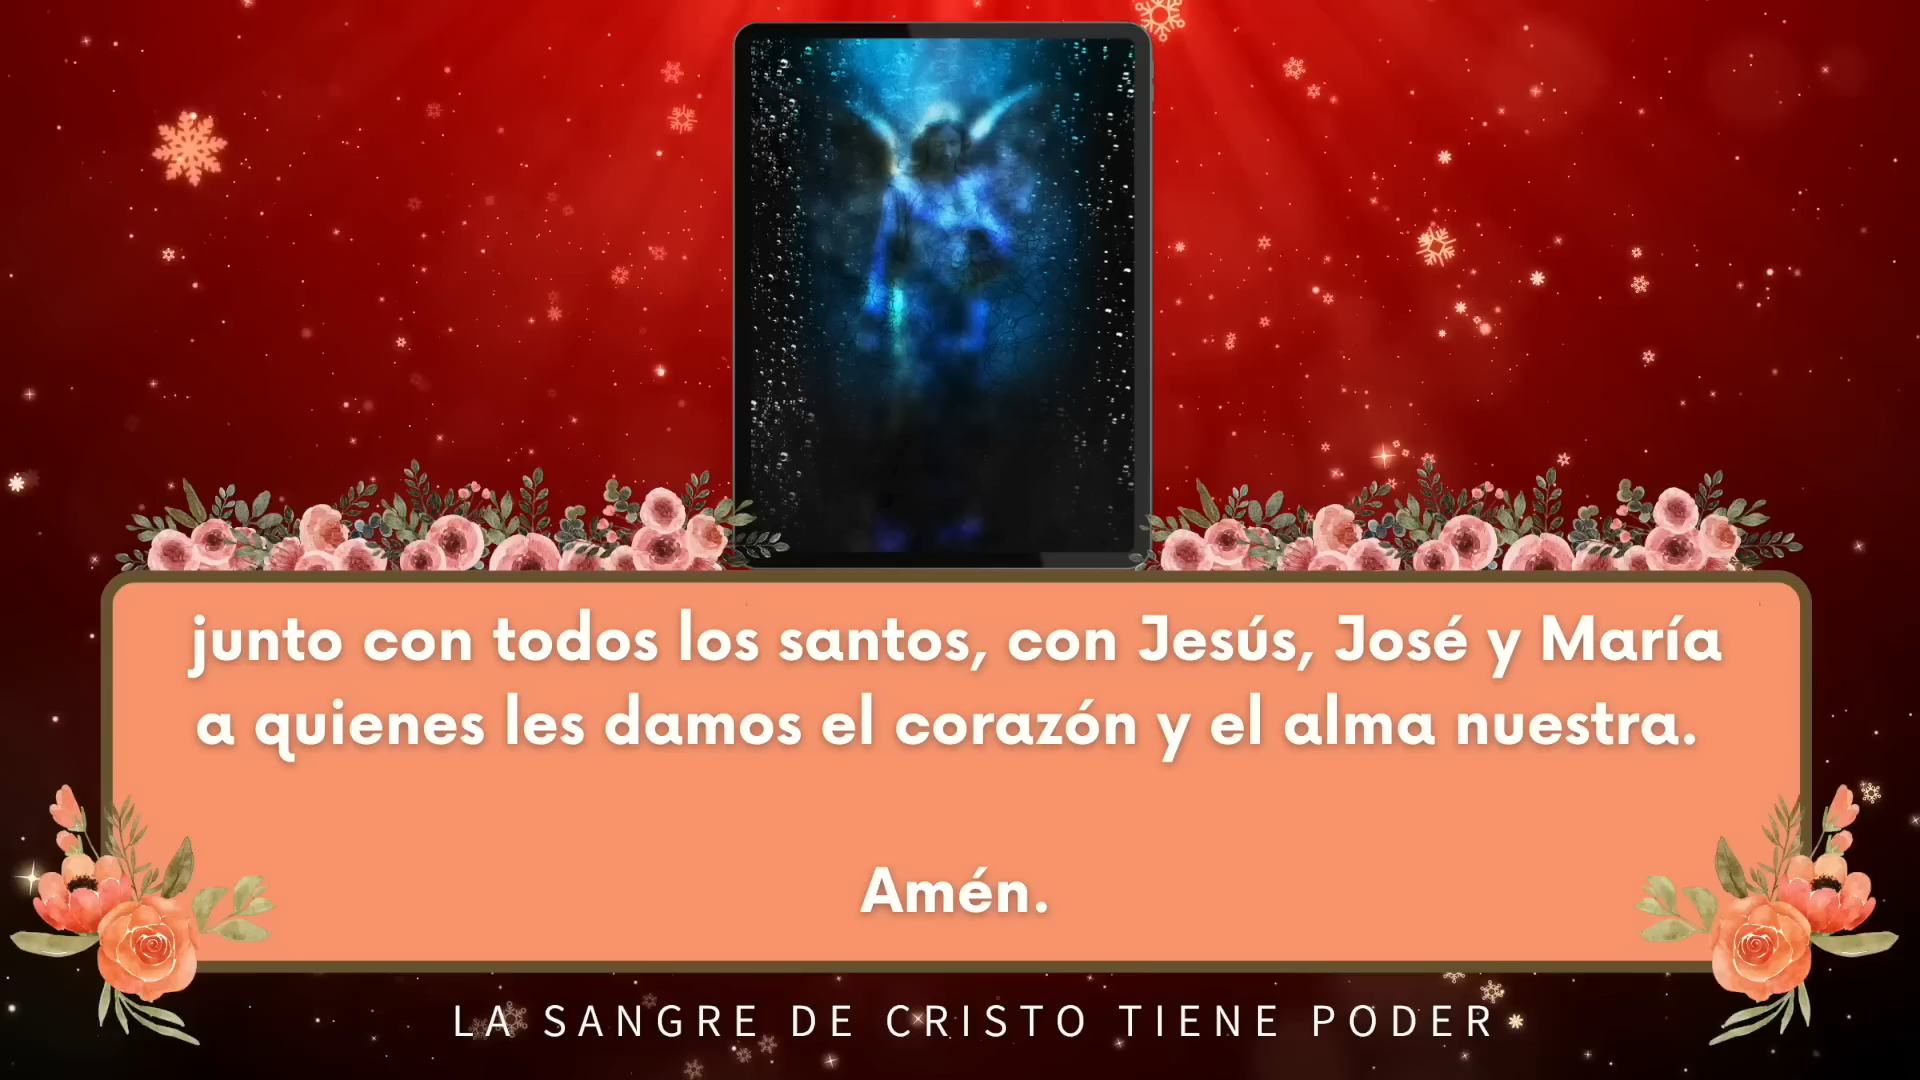 junto con todos los santos, con Jesús, José y María
a quienes les damos el corazón y el alma nuestra.
Amén.
LA SANGRE DE CRISTO TIENE PODER